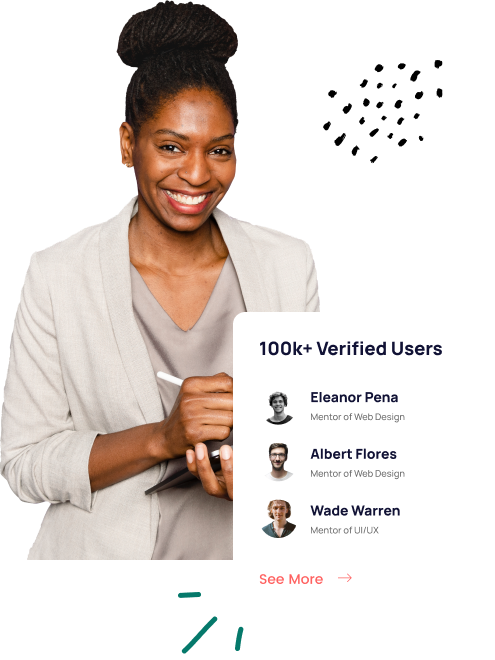 100k+ Verified Users
Eleanor Pena
Mentor of Web Design
Albert Flores
Mentor of Web Design
Wade Warren
Mentor of UI/UX
See More